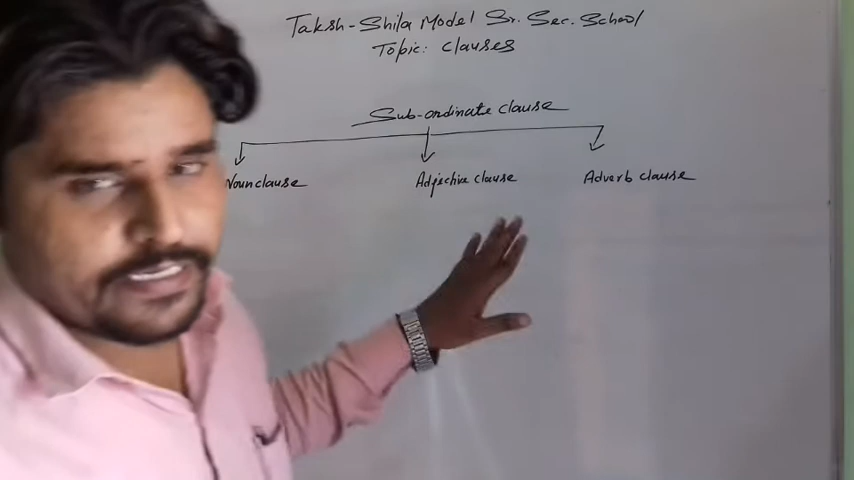 Taksh-Shila Model Sr. Sec. School
Topic: Clauses
Sub-ordinate clause
Noun clause Adjective clause Adverb clause